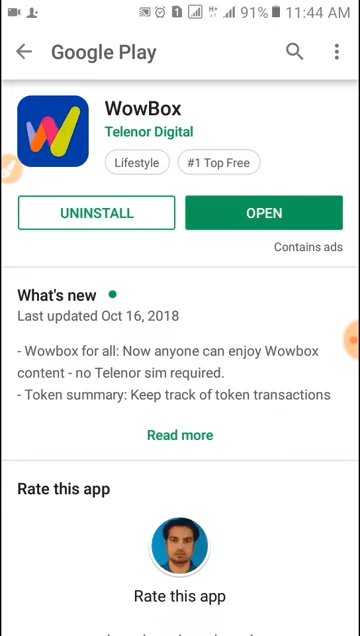 91% 11:44 AM
Google Play
WowBox
Telenor Digital
Lifestyle #1 Top Free
UNINSTALL OPEN
Contains ads
What's new
Last updated Oct 16, 2018
- Wowbox for all: Now anyone can enjoy Wowbox
content - no Telenor sim required.
- Token summary: Keep track of token transactions
Read more
Rate this app
Rate this app